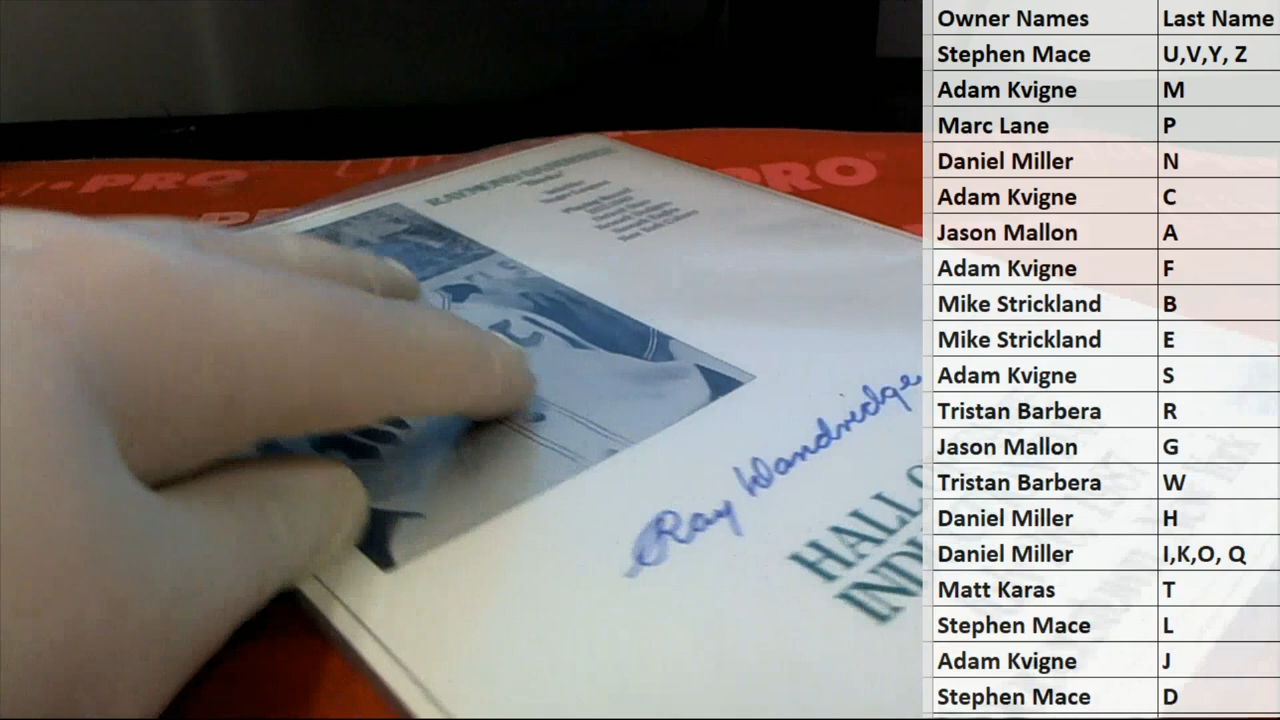 PRO
PRO
Ray Dandridge
HALL O
IND
Owner Names Last Name
Stephen Mace U,V,Y, Z
Adam Kvigne M
Marc Lane P
Daniel Miller N
Adam Kvigne C
Jason Mallon A
Adam Kvigne F
Mike Strickland B
Mike Strickland E
Adam Kvigne S
Tristan Barbera R
Jason Mallon G
Tristan Barbera W
Daniel Miller H
Daniel Miller I,K,O, Q
Matt Karas T
Stephen Mace L
Adam Kvigne J
Stephen Mace D